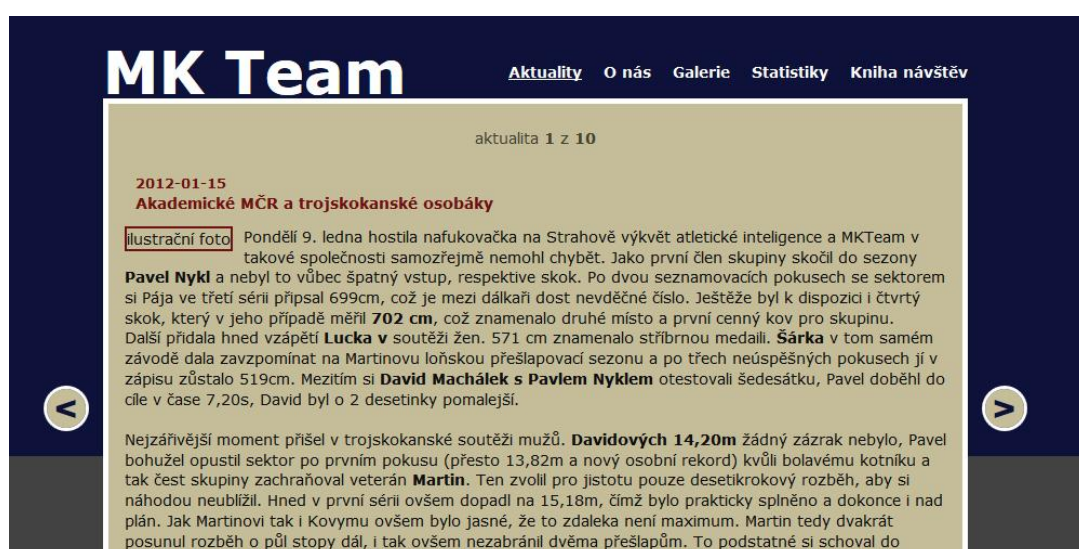 MK Team
Aktuality O nás Galerie Statistiky Kniha návštěv
aktualita 1 z 10
2012-01-15
Akademické MČR a trojskokanské osobáky
ilustrační foto
Pondělí 9. ledna hostila nafukovačka na Strahově výkvět atletické inteligence a MKTeam v
takové společnosti samozřejmě nemohl chybět. Jako první člen skupiny skočil do sezony
Pavel Nykl a nebyl to vůbec špatný vstup, respektive skok. Po dvou seznamovacích pokusech se sektorem
si Pája ve třetí sérii připsal 699cm, což je mezi dálkaři dost nevděčné číslo. Ještěže byl k dispozici i čtvrtý
skok, který v jeho případě měřil 702 cm, což znamenalo druhé místo a první cenný kov pro skupinu.
Další přidala hned vzápětí Lucka v soutěži žen. 571 cm znamenalo stříbrnou medaili. Šárka v tom samém
závodě dala zavzpomínat na Martinovu loňskou přešlapovací sezonu a po třech neúspěšných pokusech jí v
zápisu zůstalo 519cm. Mezitím si David Machálek s Pavlem Nyklem otestovali šedesátku, Pavel doběhl do
cíle v čase 7,20s, David byl o 2 desetinky pomalejší.
< >
Nejzářivější moment přišel v trojskokanské soutěži mužů. Davidových 14,20m žádný zázrak nebylo, Pavel
bohužel opustil sektor po prvním pokusu (přesto 13,82m a nový osobní rekord) kvůli bolavému kotníku a
tak čest skupiny zachraňoval veterán Martin. Ten zvolil pro jistotu pouze desetikrokový rozběh, aby si
náhodou neublížil. Hned v první sérii ovšem dopadl na 15,18m, čímž bylo prakticky splněno a dokonce i nad
plán. Jak Martinovi tak i Kovymu ovšem bylo jasné, že to zdaleka není maximum. Martin tedy dvakrát
posunul rozběh o půl stopy dál, i tak ovšem nezabránil dvěma přešlapům. To podstatné si schoval do